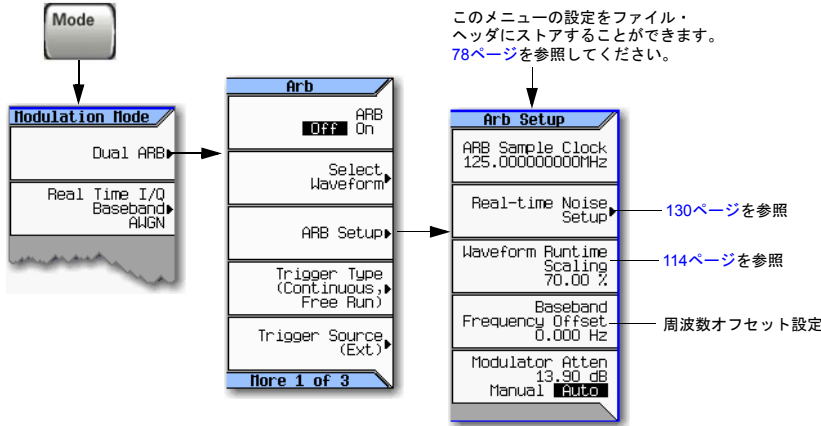 Mode
Modulation Mode
Dual ARB
Real Time I/Q
Baseband
AWGN
Arb
ARB
Off On
Select
Waveform
ARB Setup
Trigger Type
(Continuous,
Free Run)
Trigger Source
(Ext)
More 1 of 3
このメニューの設定をファイル・
ヘッダにストアすることができます。
78ページを参照してください。
Arb Setup
ARB Sample Clock
125.000000000MHz
Real-time Noise
Setup
130ページを参照
Waveform Runtime
Scaling
70.00 %
114ページを参照
Baseband
Frequency Offset
0.000 Hz
周波数オフセット設定
Modulator Atten
13.90 dB
Manual Auto